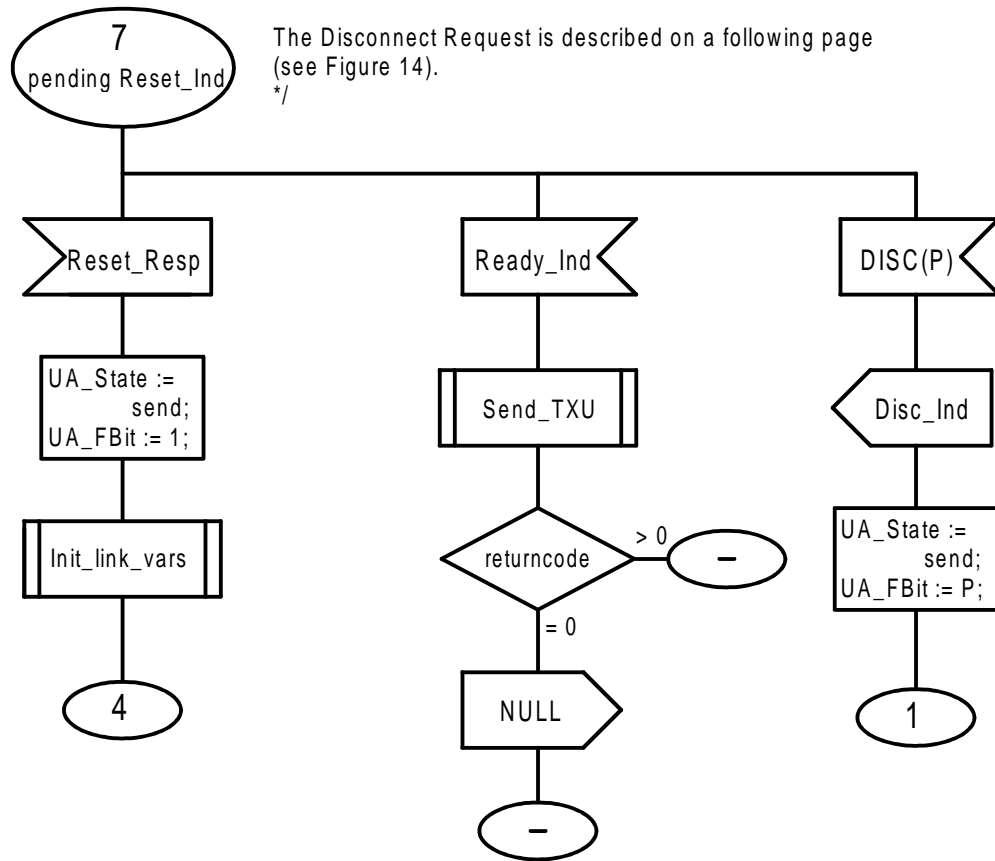 7
pending Reset_Ind
The Disconnect Request is described on a following page
(see Figure 14).
*/
Reset_Resp
Ready_Ind
DISC(P)
UA_State :=
send;
UA_FBit := 1;
Send_TXU
Disc_Ind
Init_link_vars
returncode
> 0
–
= 0
UA_State :=
send;
UA_FBit := P;
4
NULL
1
–